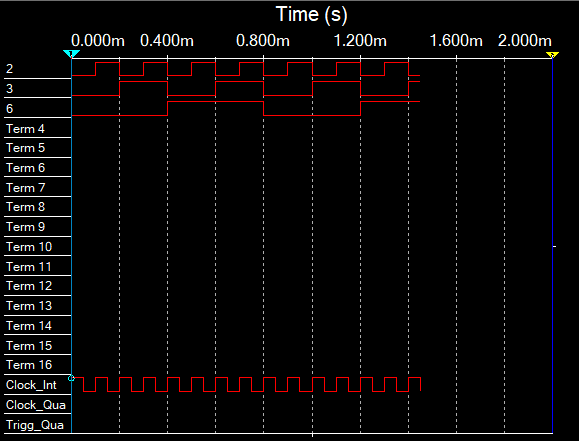 Time (s)
0.000m 0.400m 0.800m 1.200m 1.600m 2.000m
2
3
6
Term 4
Term 5
Term 6
Term 7
Term 8
Term 9
Term 10
Term 11
Term 12
Term 13
Term 14
Term 15
Term 16
Clock_Int
Clock_Qua
Trigg_Qua